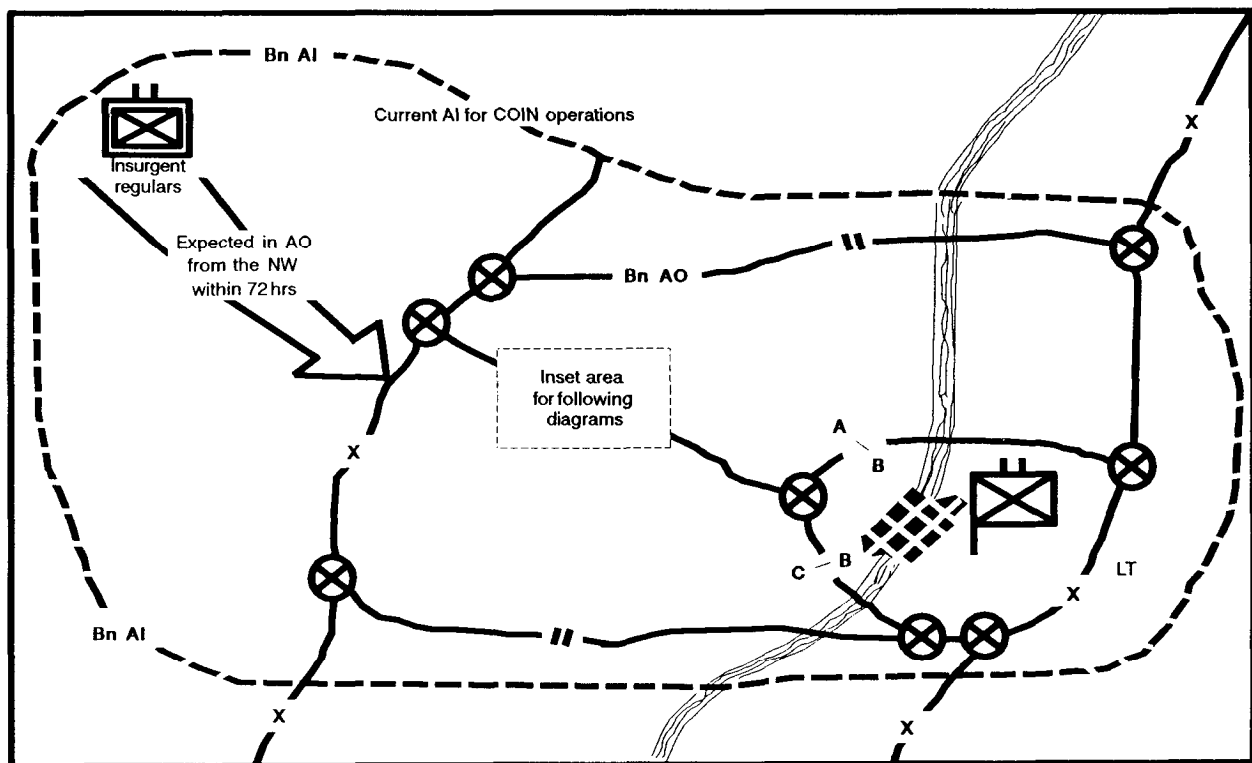 Bn AI
Current AI for COIN operations
X
Insurgent
regulars
Expected in AO
from the NW
within 72 hrs
Bn AO
Inset area
for following
diagrams
A
B
X
C
B
LT
X
Bn AI
X
X